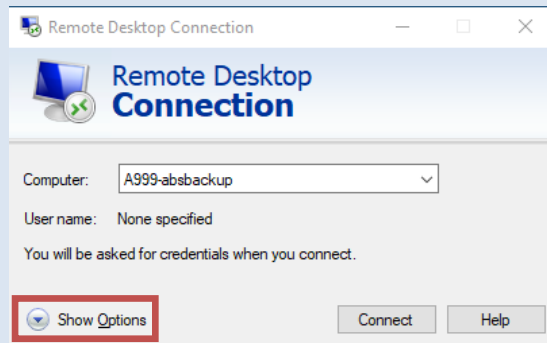 Remote Desktop Connection
Remote Desktop
Connection
Computer: A999-absbackup
User name: None specified
You will be asked for credentials when you connect.
Show Options Connect Help